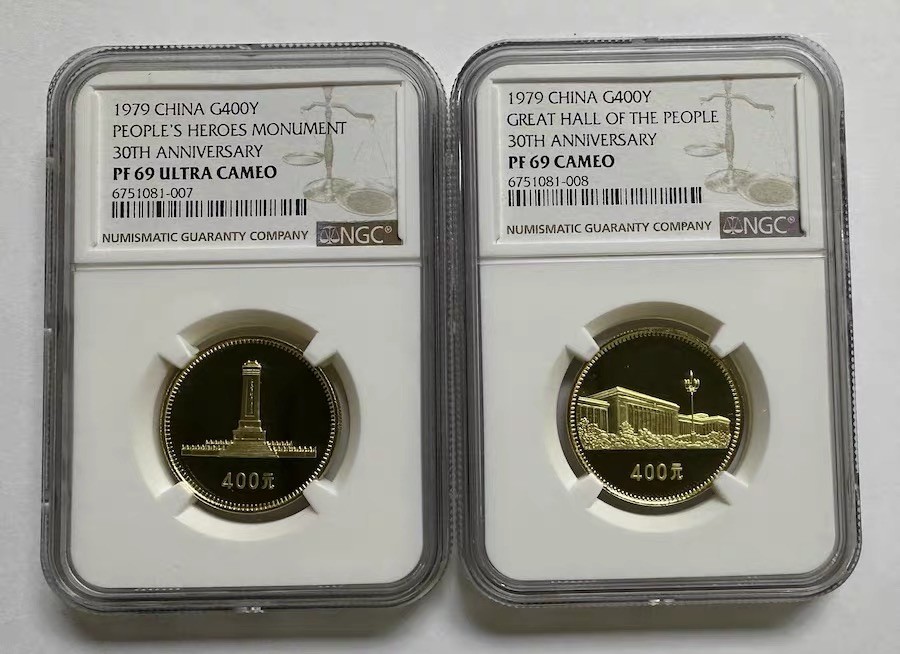 1979 CHINA G400Y
PEOPLE'S HEROES MONUMENT
30TH ANNIVERSARY
PF 69 ULTRA CAMEO
6751081-007
NUMISMATIC GUARANTY COMPANY NGC®
400元
1979 CHINA G400Y
GREAT HALL OF THE PEOPLE
30TH ANNIVERSARY
PF 69 CAMEO
6751081-008
NUMISMATIC GUARANTY COMPANY NGC®
400元